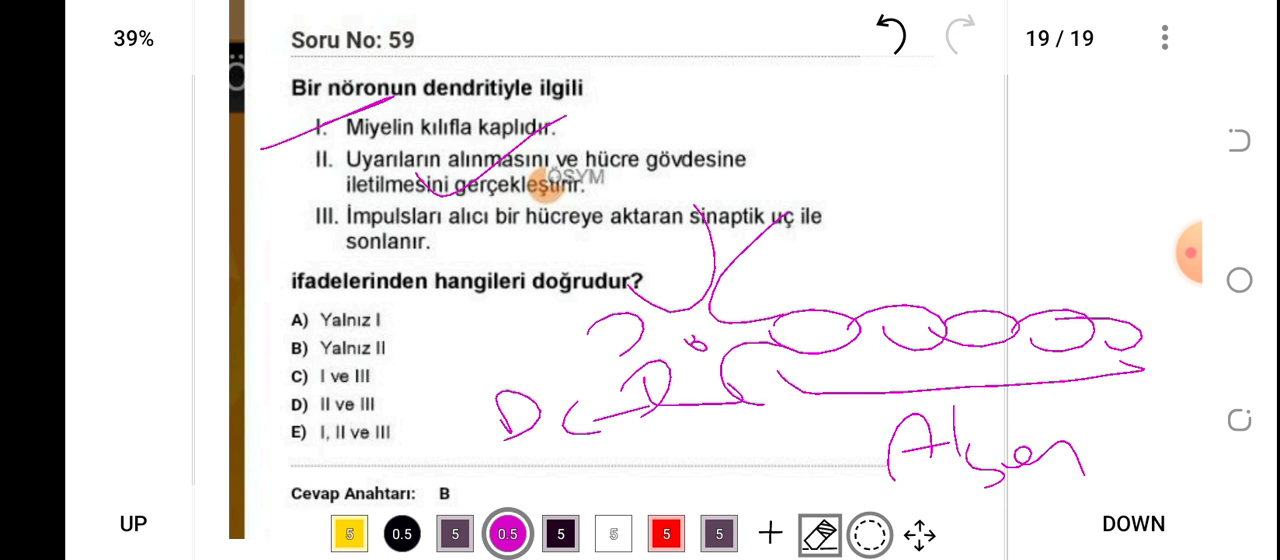 39%
Soru No: 59
19 / 19
Bir nöronun dendritiyle ilgili
I. Miyelin kılıfla kaplıdır.
II. Uyarıların alınmasını ve hücre gövdesine
iletilmesini gerçekleştirir.
ÖSYM
III. İmpulsları alıcı bir hücreye aktaran sinaptik uç ile
sonlanır.
ifadelerinden hangileri doğrudur?
A) Yalnız I
B) Yalnız II
C) I ve III
D) II ve III
E) I, II ve III
D
Cevap Anahtarı: B
UP
5
0.5
5
0.5
5
5
5
5
DOWN